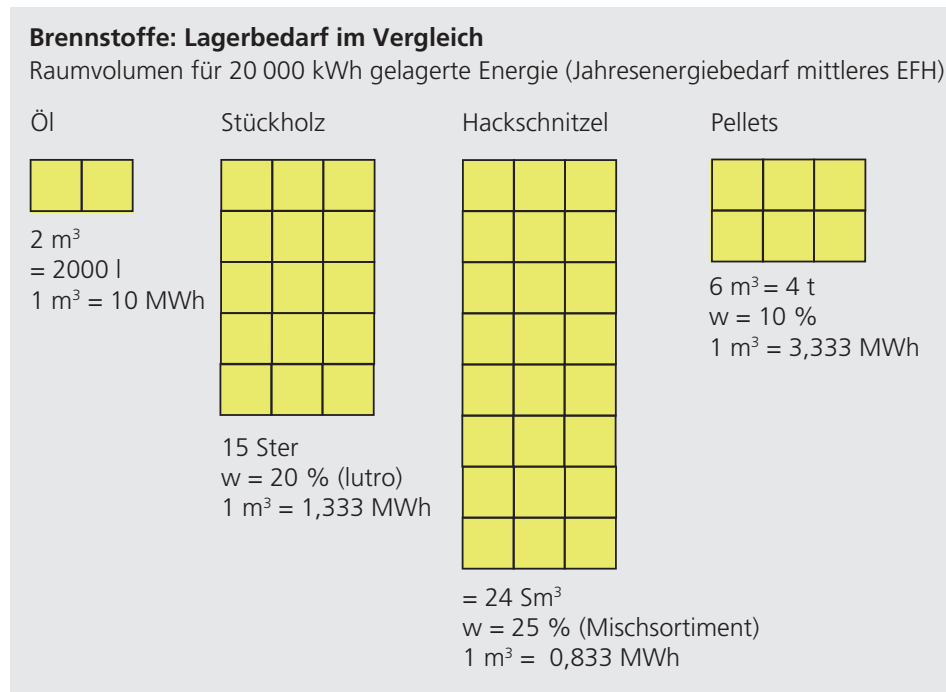 Brennstoffe: Lagerbedarf im Vergleich
Raumvolumen für 20 000 kWh gelagerte Energie (Jahresenergiebedarf mittleres EFH)
Öl
2 m³
= 2000 l
1 m³ = 10 MWh
Stückholz
15 Ster
w = 20 % (lutro)
1 m³ = 1,333 MWh
Hackschnitzel
= 24 Sm³
w = 25 % (Mischsortiment)
1 m³ = 0,833 MWh
Pellets
6 m³ = 4 t
w = 10 %
1 m³ = 3,333 MWh